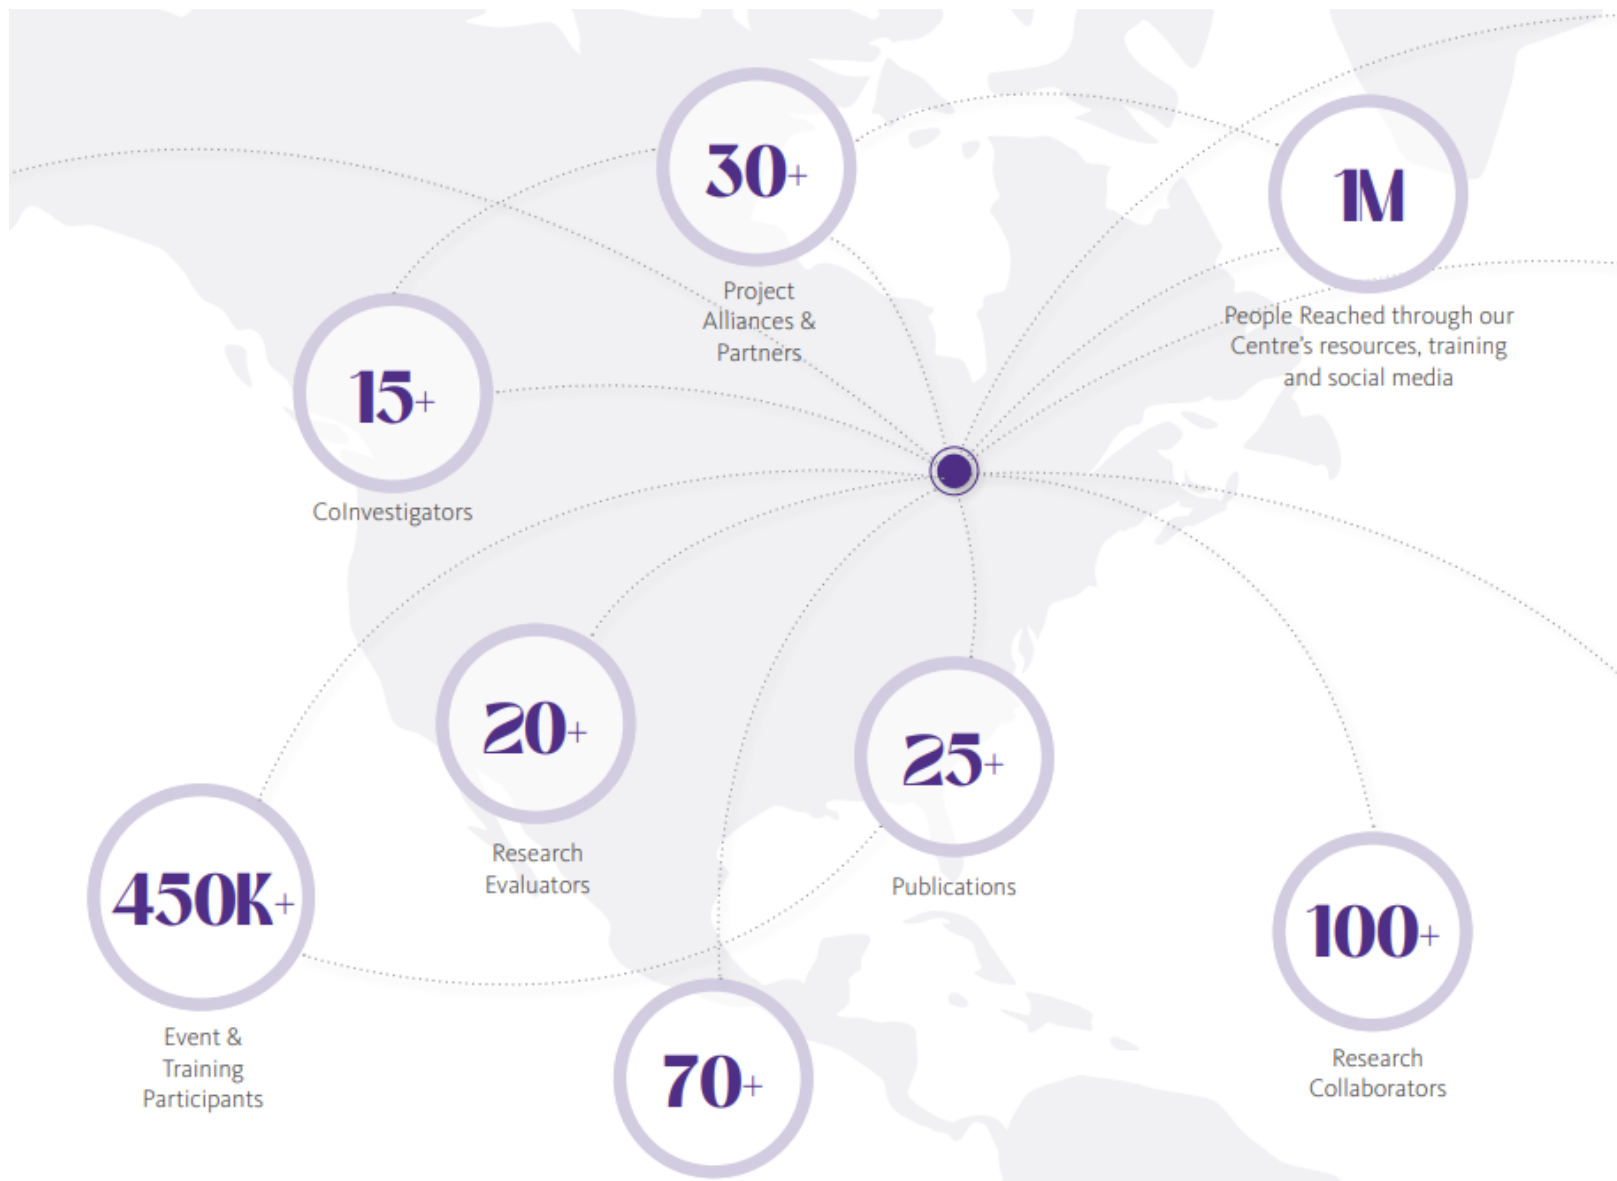 30+
Project
Alliances &
Partners
1M
People Reached through our
Centre's resources, training
and social media
15+
CoInvestigators
20+
Research
Evaluators
25+
Publications
450K+
Event &
Training
Participants
100+
Research
Collaborators
70+